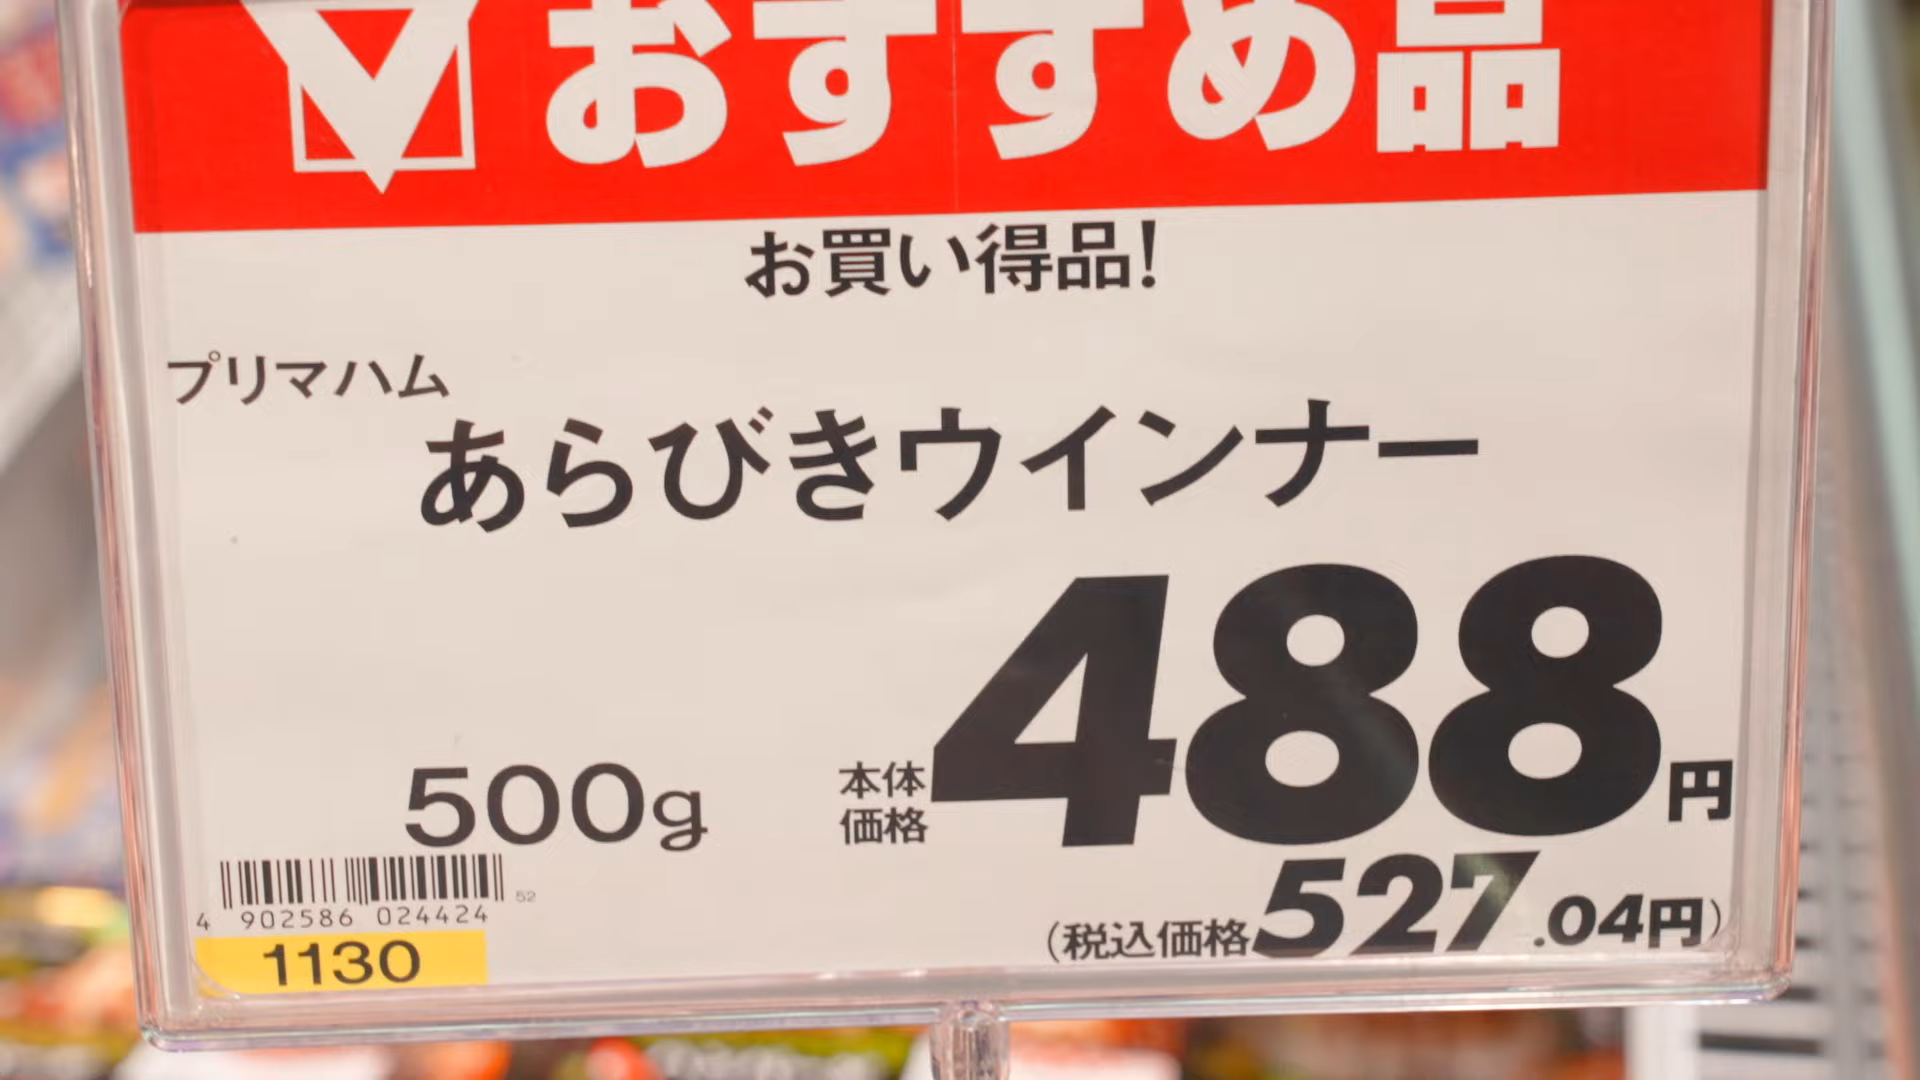 おすすめ品
お買い得品!
プリマハム
あらびきウインナー
500g
本体価格 488円
(税込価格527.04円)
4 902586 024424 52
1130